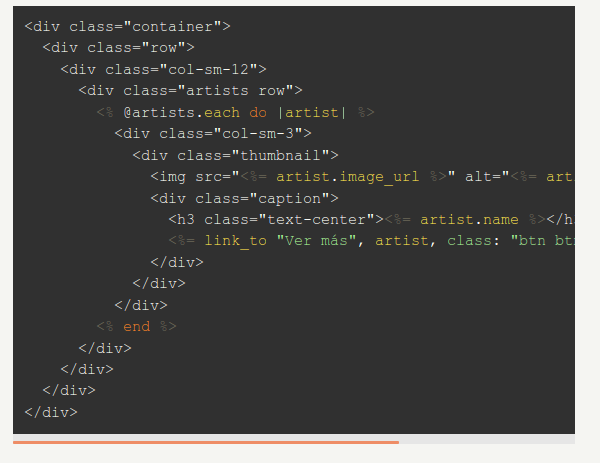 <div class="container">
<div class="row">
<div class="col-sm-12">
<div class="artists row">
<% @artists.each do |artist| %>
<div class="col-sm-3">
<div class="thumbnail">
<img src="<%= artist.image_url %>" alt="<%=
<div class="caption">
<h3 class="text-center"><%= artist.name %></h
<%= link_to "Ver más", artist, class: "btn
</div>
</div>
</div>
<% end %>
</div>
</div>
</div>
</div>